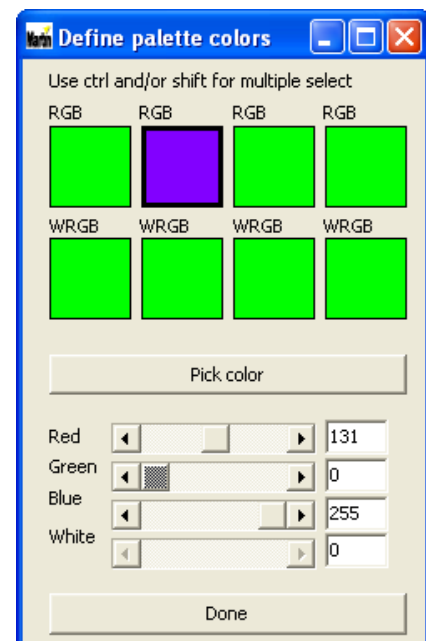 Martin Define palette colors
Use ctrl and/or shift for multiple select
RGB RGB RGB RGB
WRGB WRGB WRGB WRGB
Pick color
Red 131
Green 0
Blue 255
White 0
Done